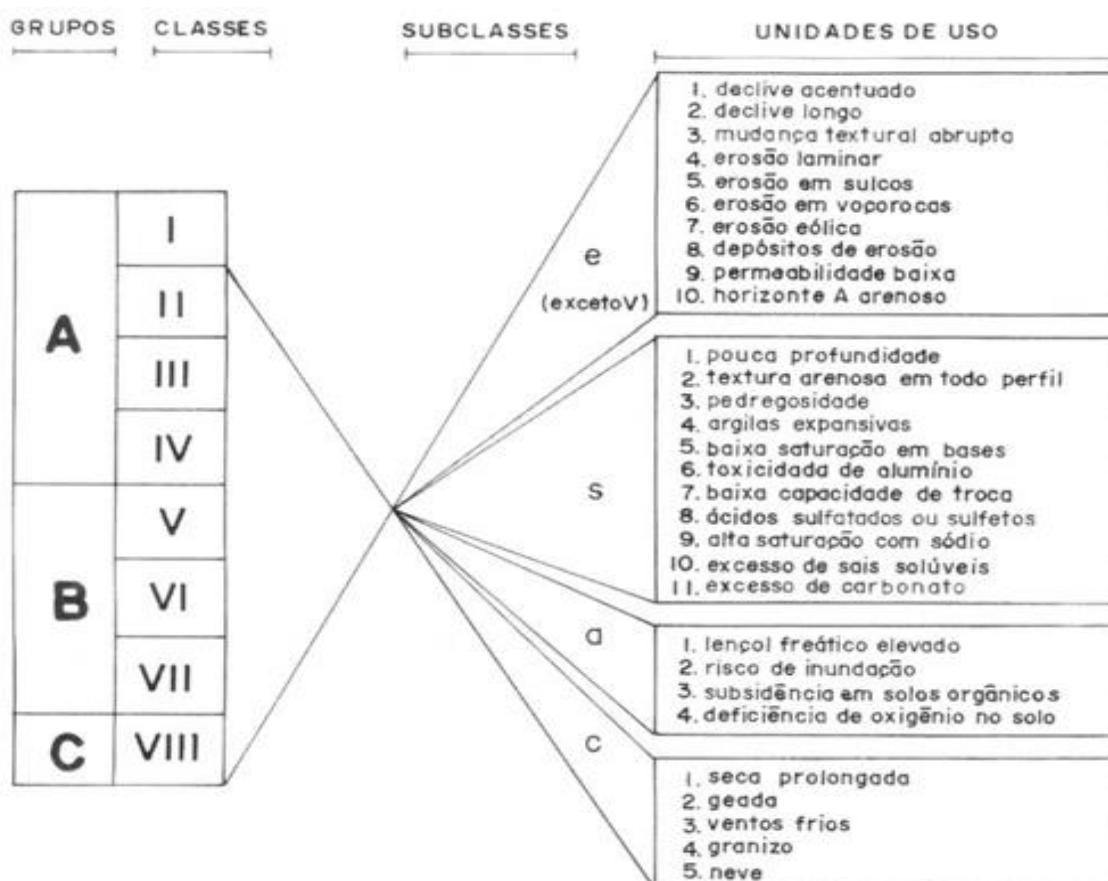 GRUPOS CLASSES SUBCLASSES UNIDADES DE USO
A
B
C
I
II
III
IV
V
VI
VII
VIII
e
(exceto V)
1. declive acentuado
2. declive longo
3. mudança textural abrupta
4. erosão laminar
5. erosão em sulcos
6. erosão em voporocas
7. erosão eólica
8. depósitos de erosão
9. permeabilidade baixa
10. horizonte A arenoso
s
1. pouca profundidade
2. textura arenosa em todo perfil
3. pedregosidade
4. argilas expansivas
5. baixa saturação em bases
6. toxicidada de alumínio
7. baixa capacidade de troca
8. ácidos sulfatados ou sulfetos
9. alta saturação com sódio
10. excesso de sais solúveis
11. excesso de carbonato
a
1. lençol freático elevado
2. risco de inundação
3. subsidência em solos orgânicos
4. deficiência de oxigênio no solo
c
1. seca prolongada
2. geada
3. ventos frios
4. granizo
5. neve